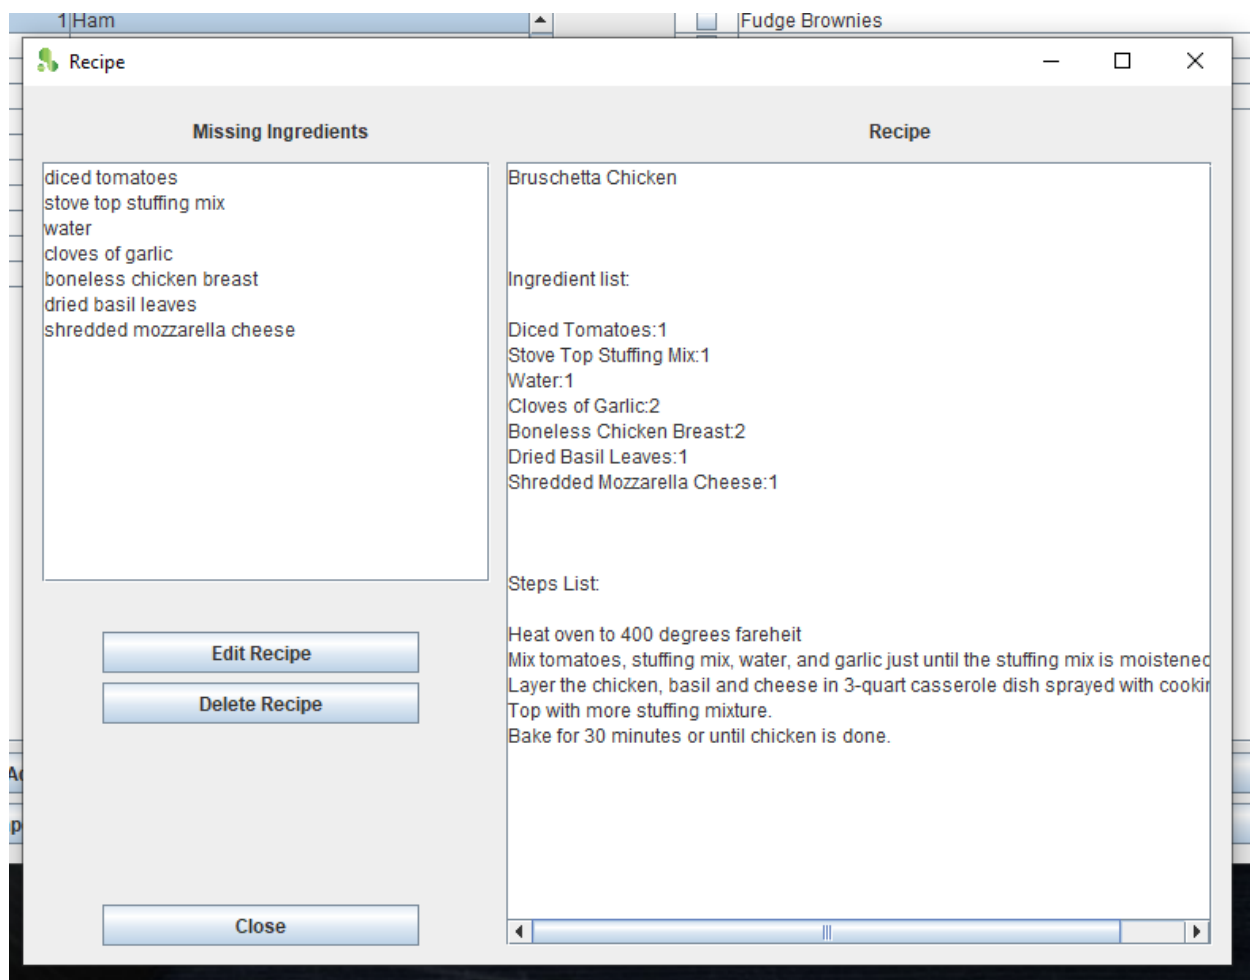 1 Ham
Fudge Brownies
Recipe
Missing Ingredients
diced tomatoes
stove top stuffing mix
water
cloves of garlic
boneless chicken breast
dried basil leaves
shredded mozzarella cheese
Edit Recipe
Delete Recipe
Close
Recipe
Bruschetta Chicken
Ingredient list:
Diced Tomatoes:1
Stove Top Stuffing Mix:1
Water:1
Cloves of Garlic:2
Boneless Chicken Breast:2
Dried Basil Leaves:1
Shredded Mozzarella Cheese:1
Steps List:
Heat oven to 400 degrees fareheit
Mix tomatoes, stuffing mix, water, and garlic just until the stuffing mix is moistened
Layer the chicken, basil and cheese in 3-quart casserole dish sprayed with cookin
Top with more stuffing mixture.
Bake for 30 minutes or until chicken is done.